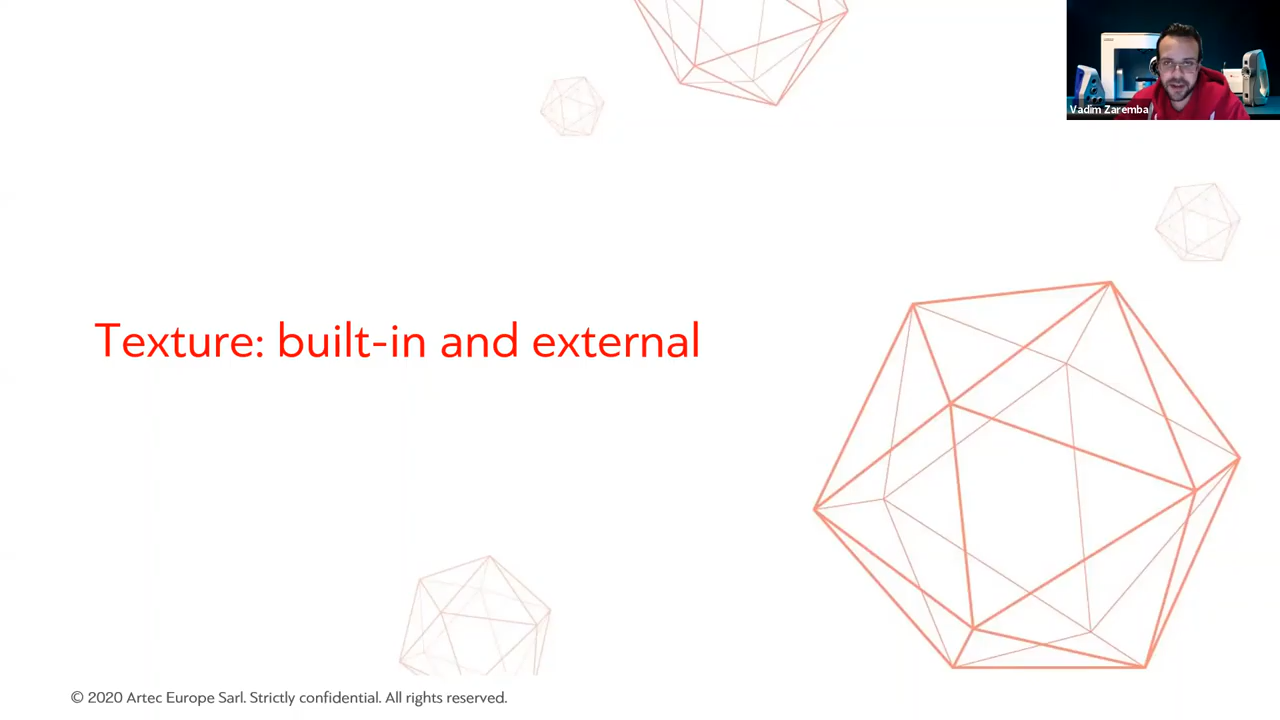 Vadim Zaremba
Texture: built-in and external
© 2020 Artec Europe Sarl. Strictly confidential. All rights reserved.